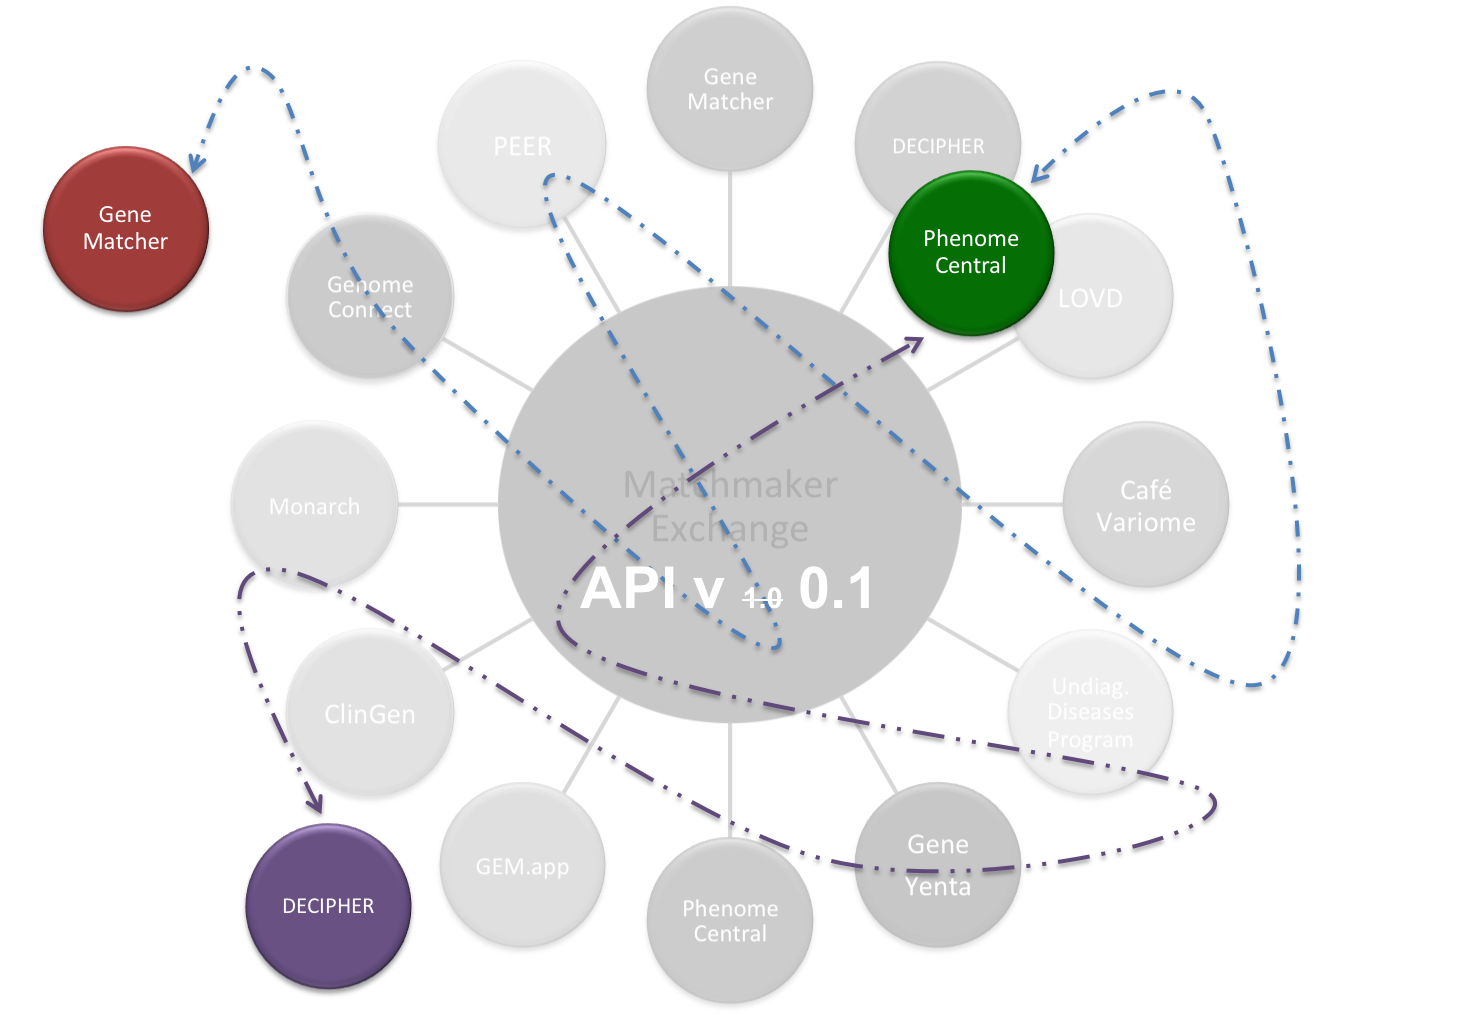 Gene
Matcher
PEER
DECIPHER
Gene
Matcher
Phenome
Central
Genome
Connect
LOVD
Matchmaker
Exchange
Monarch
Café
Variome
API v 1.0 0.1
ClinGen
Undiag.
Diseases
Program
GEM.app
Gene
Yenta
DECIPHER
Phenome
Central